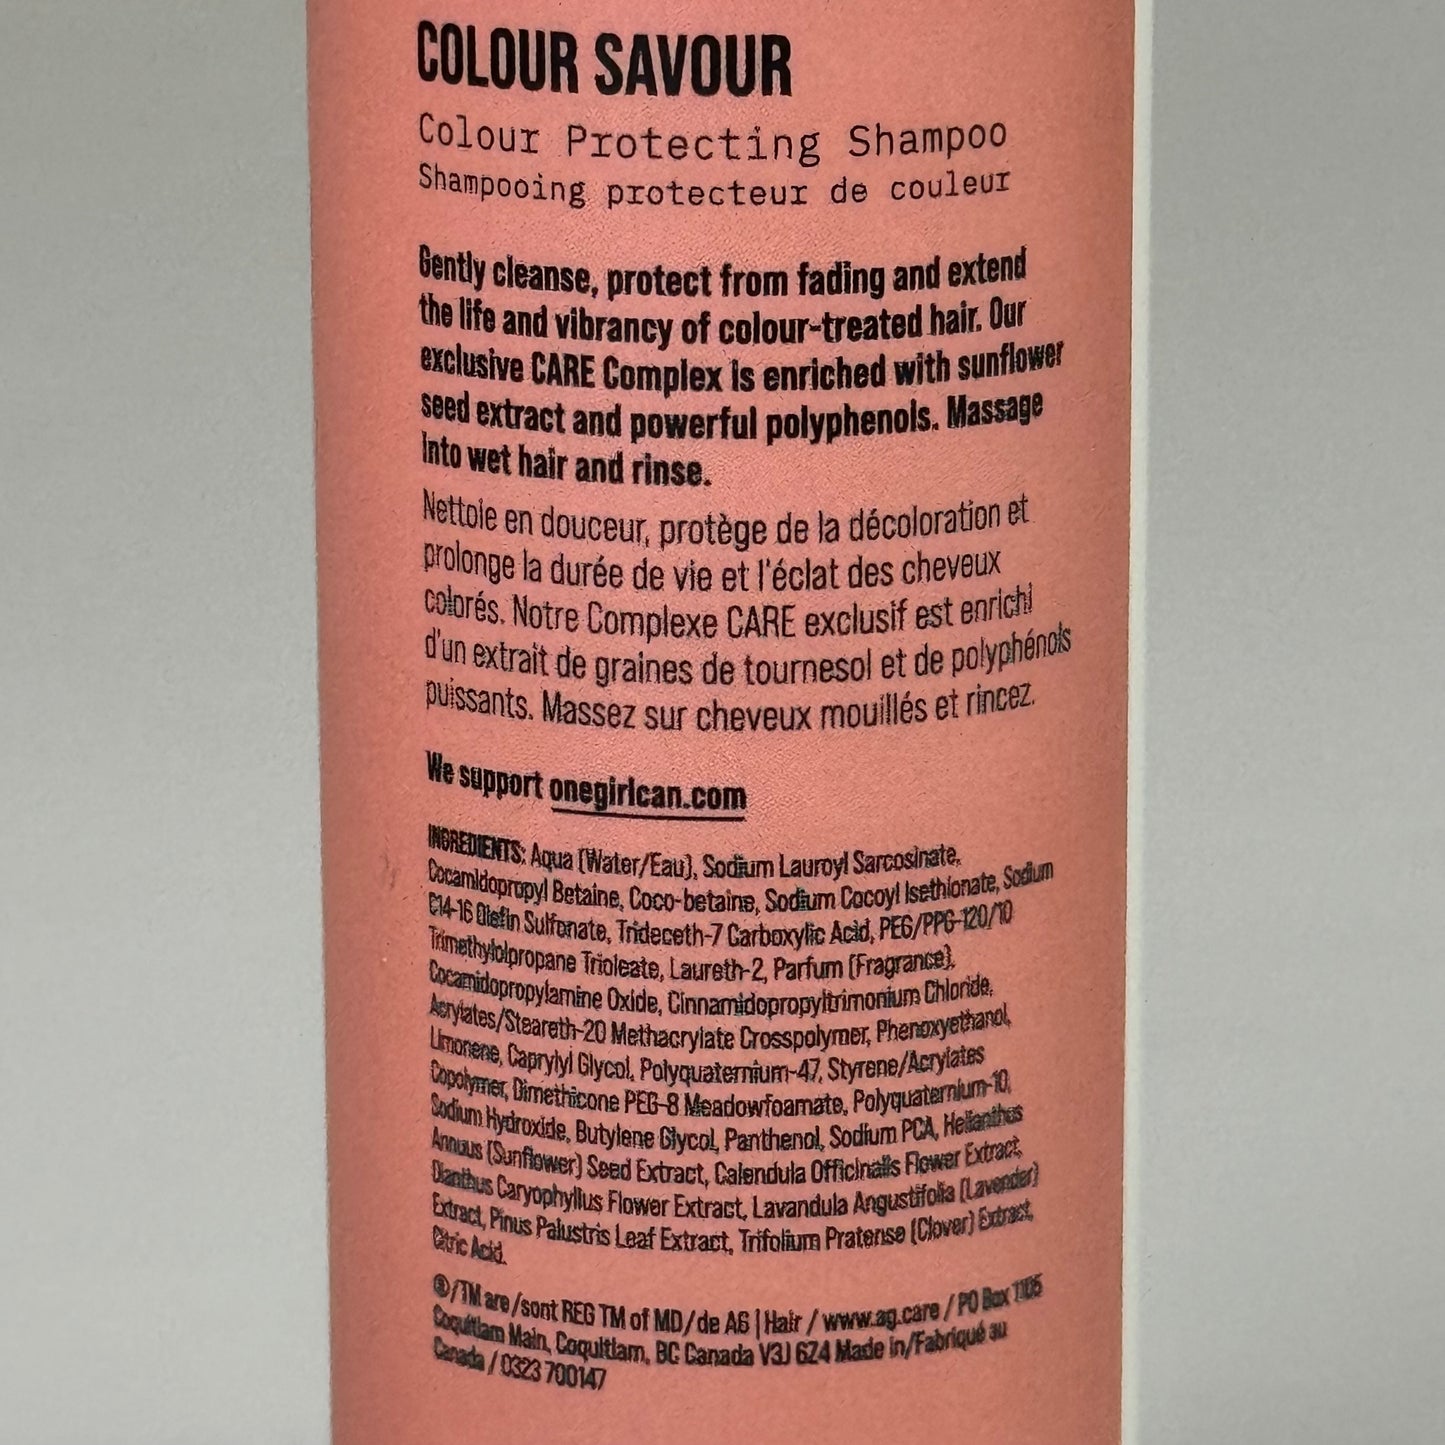 COLOUR SAVOUR
Colour Protecting Shampoo
Shampooing protecteur de couleur
Gently cleanse, protect from fading and extend
the life and vibrancy of colour-treated hair. Our
exclusive CARE Complex is enriched with sunflower
seed extract and powerful polyphenols. Massage
into wet hair and rinse.
Nettoie en douceur, protège de la décoloration et
prolonge la durée de vie et l'éclat des cheveux
colorés. Notre Complexe CARE exclusif est enrichi
d'un extrait de graines de tournesol et de polyphénols
puissants. Massez sur cheveux mouillés et rincez.
We support onegirlcan.com
INGREDIENTS: Aqua (Water/Eau), Sodium Lauroyl Sarcosinate,
Cocamidopropyl Betaine, Coco-betaine, Sodium Cocoyl Isethionate, Sodium
C14-16 Olefin Sulfonate, Trideceth-7 Carboxylic Acid, PEG/PPG-120/10
Trimethylolpropane Trioleate, Laureth-2, Parfum (Fragrance),
Cocamidopropylamine Oxide, Cinnamidopropyltrimonium Chloride,
Acrylates/Steareth-20 Methacrylate Crosspolymer, Phenoxyethanol,
Limonene, Caprylyl Glycol, Polyquaternium-47, Styrene/Acrylates
Copolymer, Dimethicone PEG-8 Meadowfoamate, Polyquaternium-10,
Sodium Hydroxide, Butylene Glycol, Panthenol, Sodium PCA, Helianthus
Annuus (Sunflower) Seed Extract, Calendula Officinalis Flower Extract,
Dianthus Caryophyllus Flower Extract, Lavandula Angustifolia (Lavender)
Extract, Pinus Palustris Leaf Extract, Trifolium Pratense (Clover) Extract,
Citric Acid.
®/TM are/sont REG TM of MD/de AG | Hair / www.ag.care / PO Box 1105
Coquitlam Main, Coquitlam, BC Canada V3J 6Z4 Made in/Fabriqué au
Canada / 0323 700147